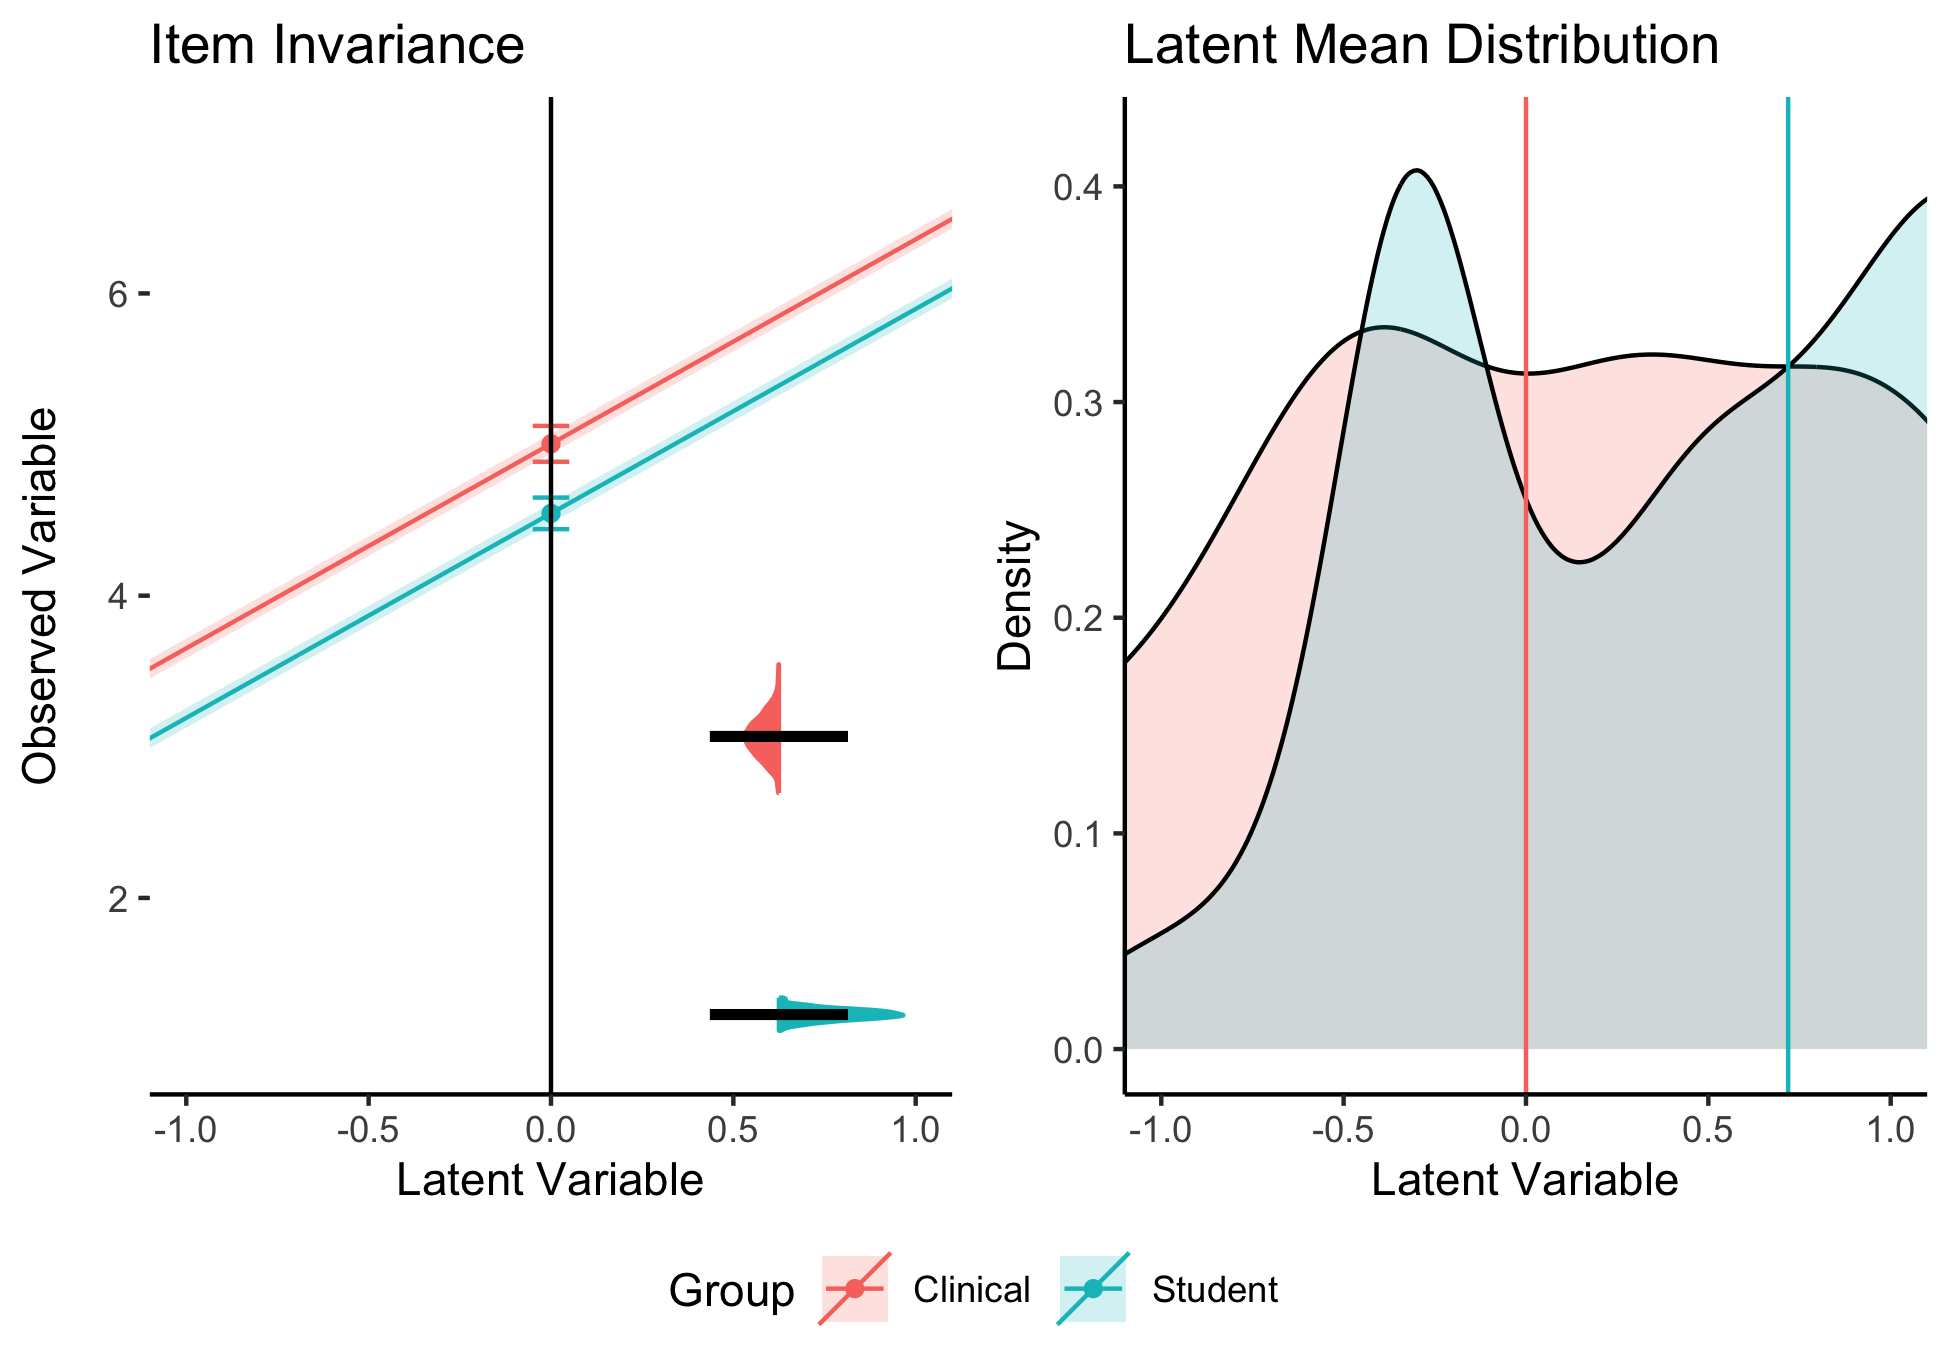 Item Invariance
Observed Variable
6
4
2
-1.0 -0.5 0.0 0.5 1.0
Latent Variable
Latent Mean Distribution
Density
0.4
0.3
0.2
0.1
0.0
-1.0 -0.5 0.0 0.5 1.0
Latent Variable
Group Clinical Student